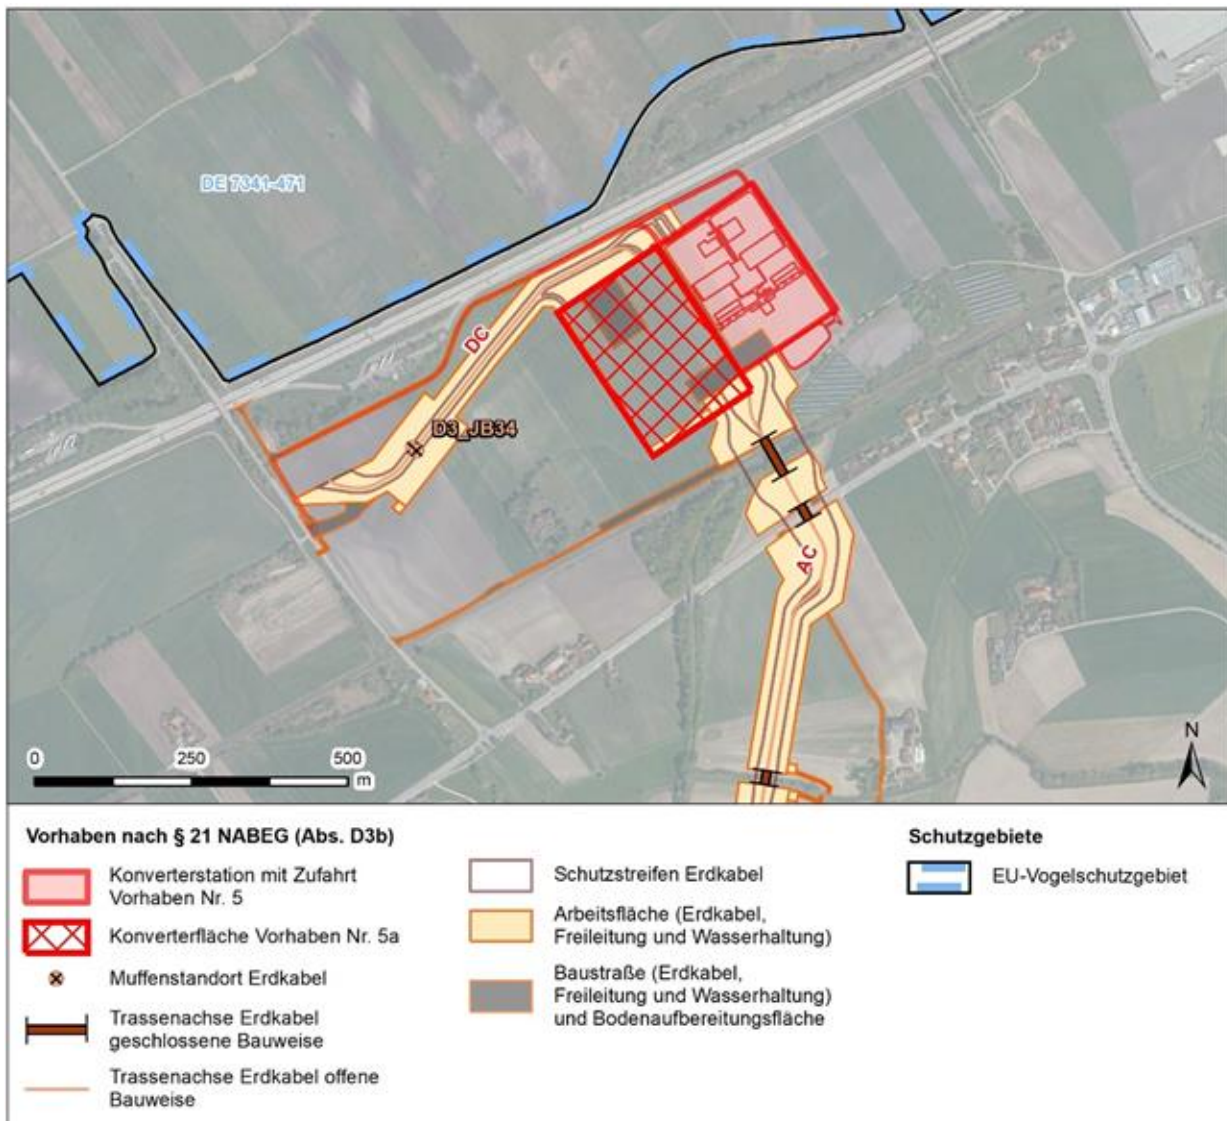 DE 7341-471
DC
D3_JB34
AC
N
0 250 500
m
Vorhaben nach § 21 NABEG (Abs. D3b)
Konverterstation mit Zufahrt
Vorhaben Nr. 5
Konverterfläche Vorhaben Nr. 5a
Muffenstandort Erdkabel
Trassenachse Erdkabel
geschlossene Bauweise
Trassenachse Erdkabel offene
Bauweise
Schutzstreifen Erdkabel
Arbeitsfläche (Erdkabel,
Freileitung und Wasserhaltung)
Baustraße (Erdkabel,
Freileitung und Wasserhaltung)
und Bodenaufbereitungsfläche
Schutzgebiete
EU-Vogelschutzgebiet